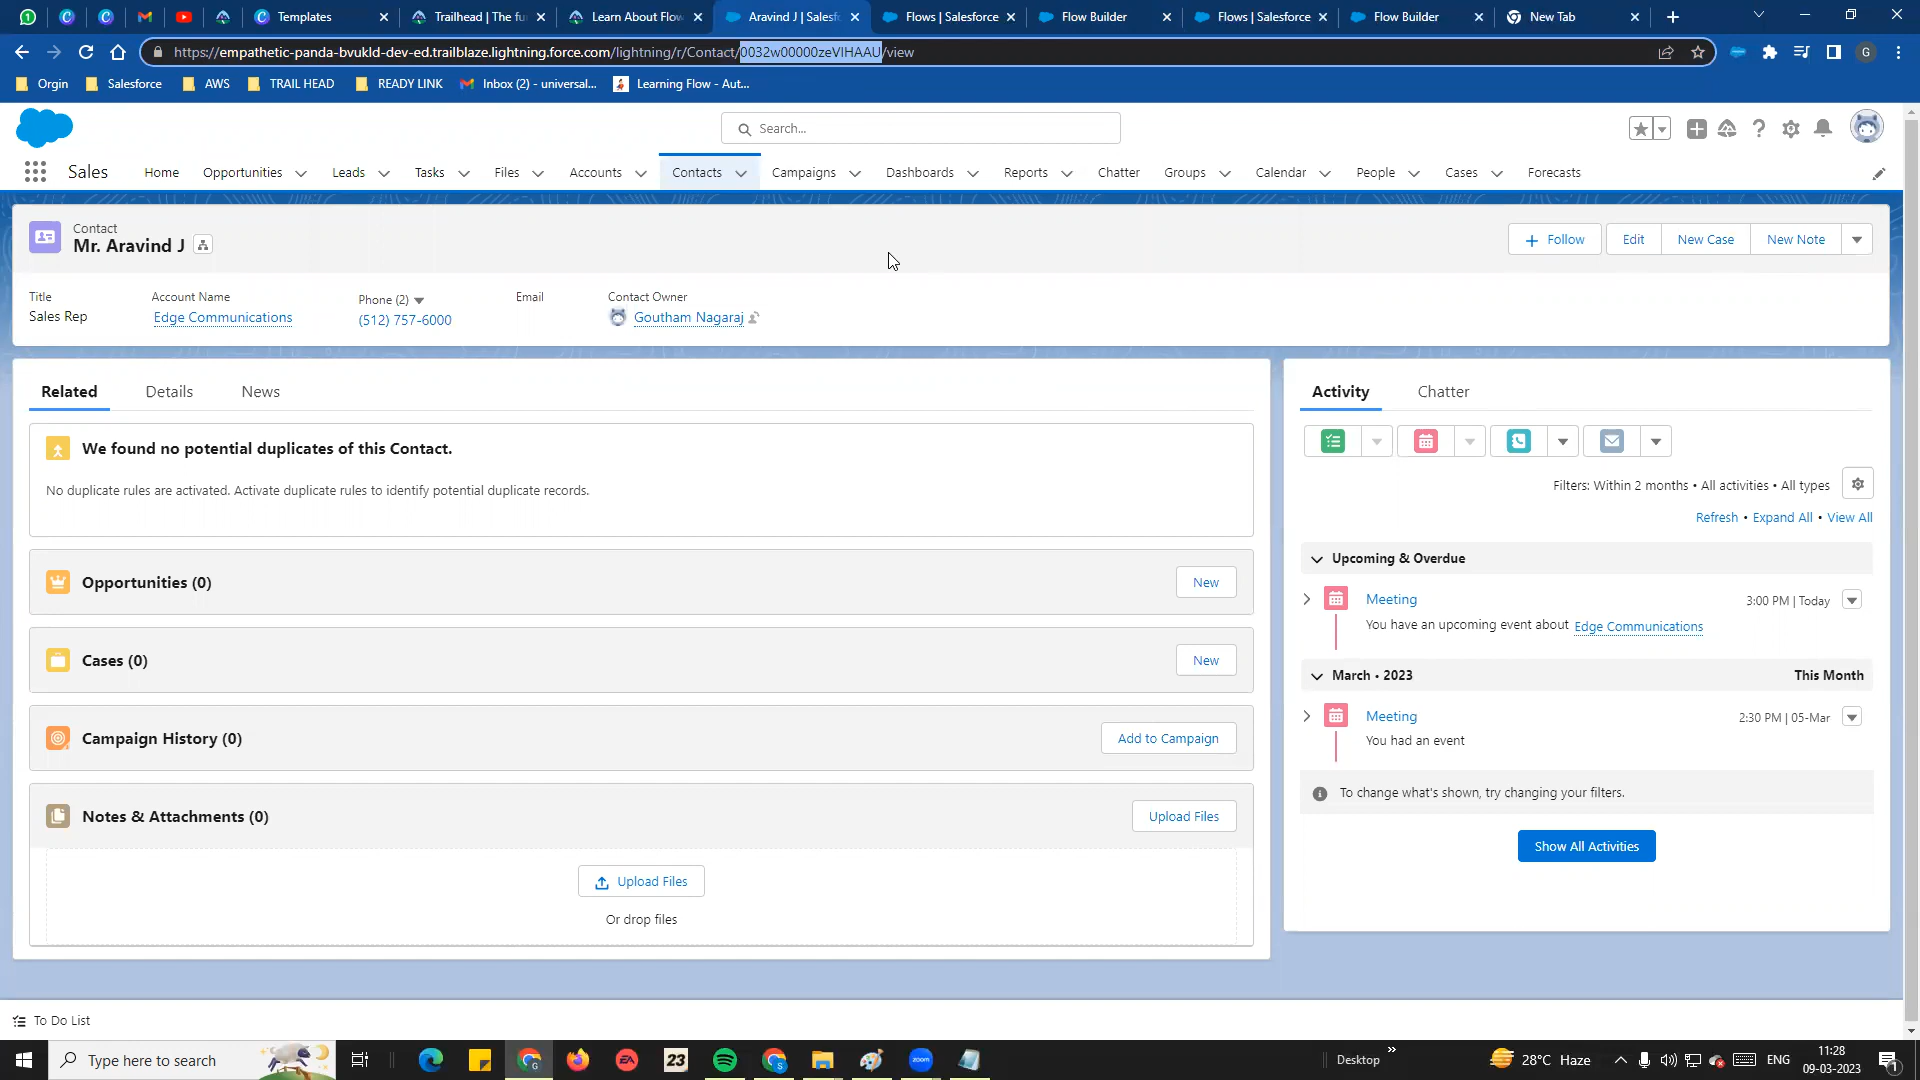 Templates
Trailhead | The fu
Learn About Flow
Aravind J | Salesf
Flows | Salesforce
Flow Builder
Flows | Salesforce
Flow Builder
New Tab
https://empathetic-panda-bvukld-dev-ed.trailblaze.lightning.force.com/lightning/r/Contact/0032w00000zeVIHAAU/view
G
Orgin
Salesforce
AWS
TRAIL HEAD
READY LINK
Inbox (2) - universal...
Learning Flow - Aut...
Search...
Sales
Home
Opportunities
Leads
Tasks
Files
Accounts
Contacts
Campaigns
Dashboards
Reports
Chatter
Groups
Calendar
People
Cases
Forecasts
Contact
Mr. Aravind J
Follow
Edit
New Case
New Note
Title
Account Name
Phone (2)
Email
Contact Owner
Sales Rep
Edge Communications
(512) 757-6000
Goutham Nagaraj
Related
Details
News
We found no potential duplicates of this Contact.
No duplicate rules are activated. Activate duplicate rules to identify potential duplicate records.
Opportunities (0)
New
Cases (0)
New
Campaign History (0)
Add to Campaign
Notes & Attachments (0)
Upload Files
Upload Files
Or drop files
Activity
Chatter
Filters: Within 2 months • All activities • All types
Refresh • Expand All • View All
Upcoming & Overdue
Meeting
3:00 PM | Today
You have an upcoming event about Edge Communications
March • 2023
This Month
Meeting
2:30 PM | 05-Mar
You had an event
To change what's shown, try changing your filters.
Show All Activities
To Do List
Type here to search
EA
23
zoom
Desktop
28°C Haze
ENG
11:28
09-03-2023
1